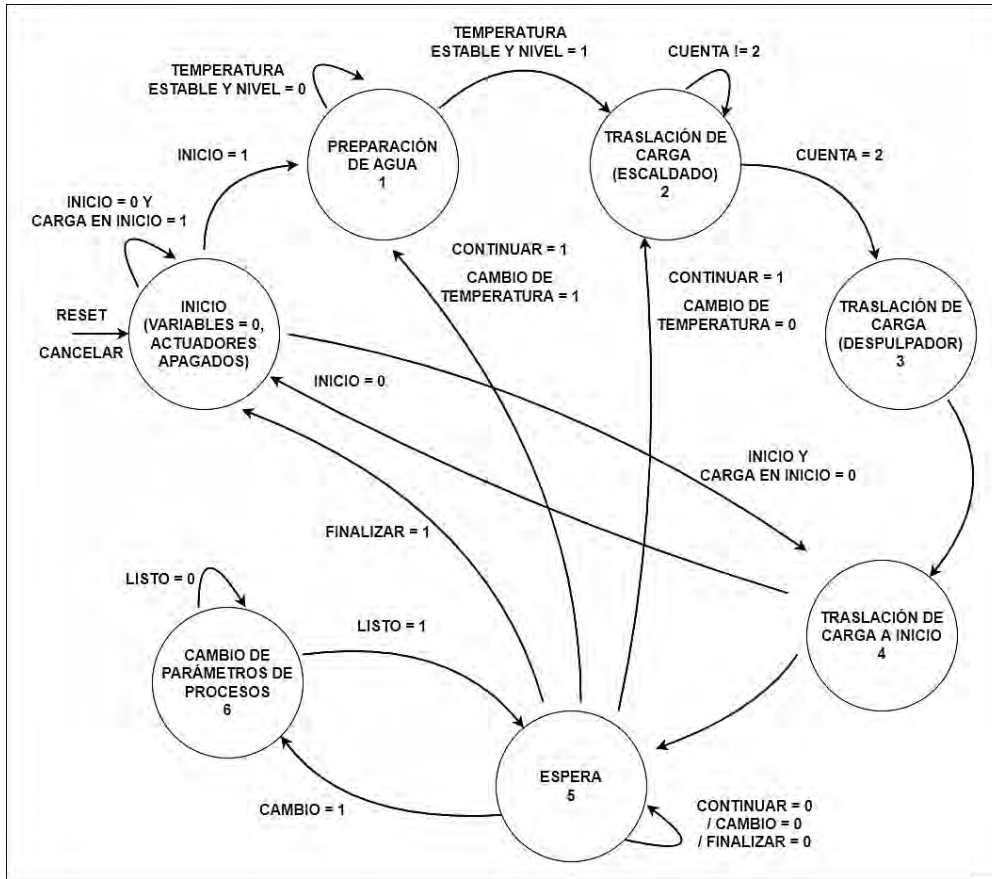 TEMPERATURA
ESTABLE Y NIVEL = 1
CUENTA != 2
TEMPERATURA
ESTABLE Y NIVEL = 0
PREPARACIÓN
DE AGUA
1
TRASLACIÓN DE
CARGA
(ESCALDADO)
2
INICIO = 1
CUENTA = 2
INICIO = 0 Y
CARGA EN INICIO = 1
CONTINUAR = 1
CAMBIO DE
TEMPERATURA = 1
CONTINUAR = 1
CAMBIO DE
TEMPERATURA = 0
RESET
CANCELAR
INICIO
(VARIABLES = 0,
ACTUADORES
APAGADOS)
TRASLACIÓN DE
CARGA
(DESPULPADOR)
3
INICIO = 0
INICIO Y
CARGA EN INICIO = 0
FINALIZAR = 1
LISTO = 0
LISTO = 1
TRASLACIÓN DE
CARGA A INICIO
4
CAMBIO DE
PARÁMETROS DE
PROCESOS
6
ESPERA
5
CAMBIO = 1
CONTINUAR = 0
/ CAMBIO = 0
/ FINALIZAR = 0